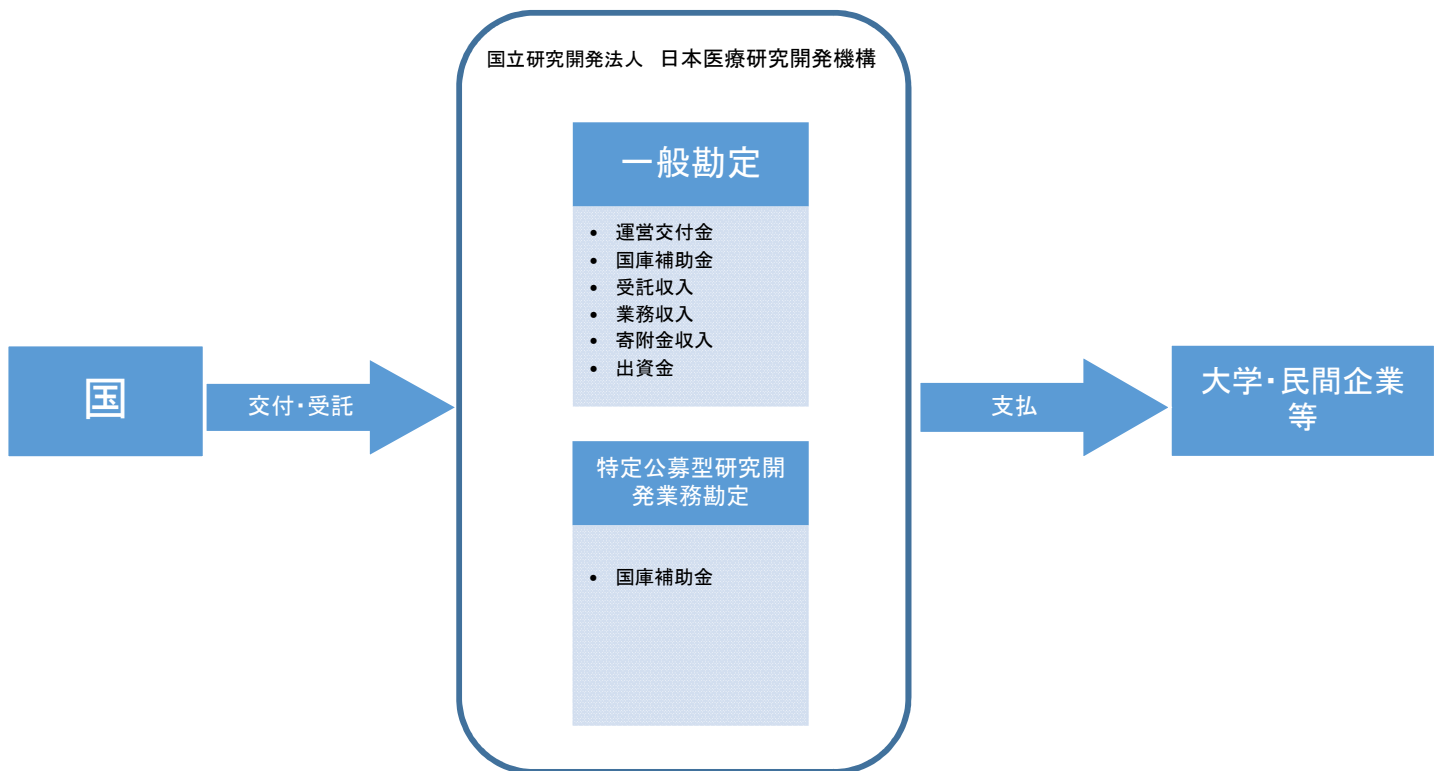 国立研究開発法人　日本医療研究開発機構
一般勘定
• 運営交付金
• 国庫補助金
• 受託収入
• 業務収入
• 寄附金収入
• 出資金
国
交付・受託
支払
大学・民間企業
等
特定公募型研究開
発業務勘定
• 国庫補助金